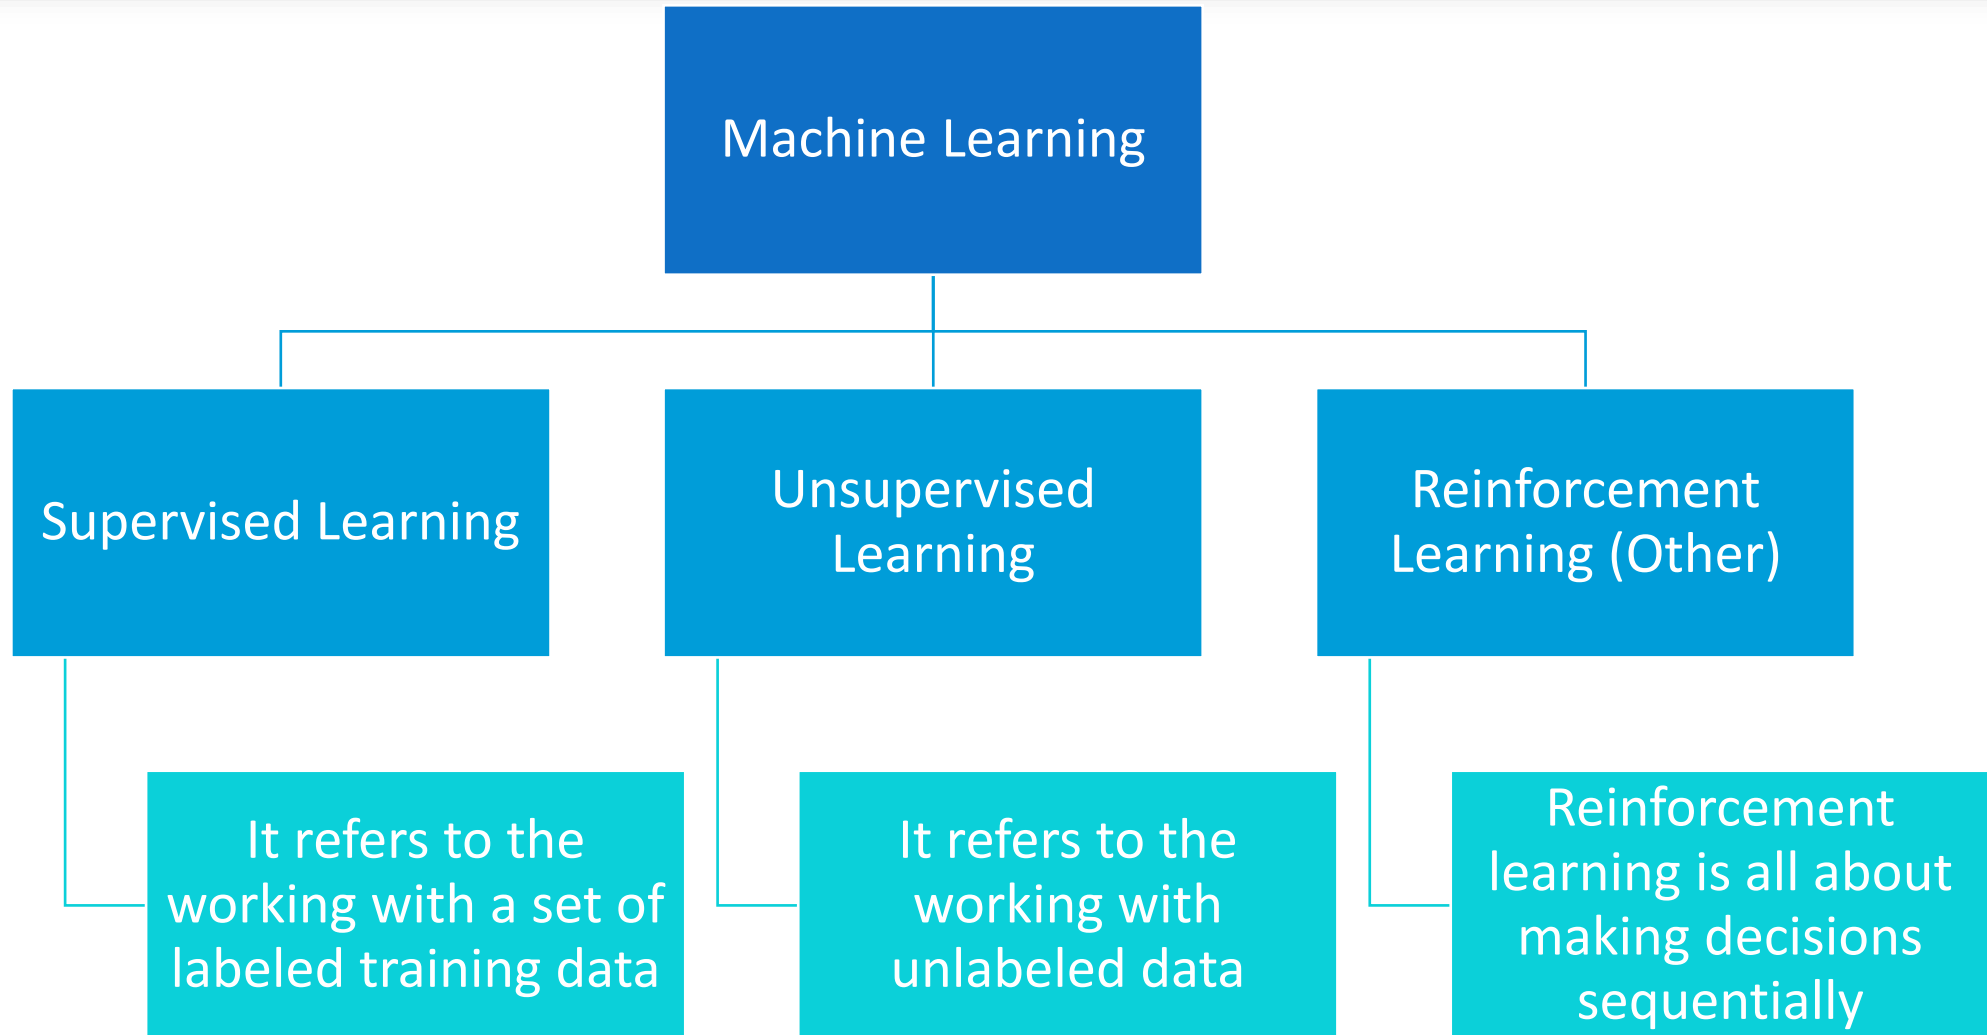 Machine Learning
Supervised Learning
Unsupervised
Learning
Reinforcement
Learning (Other)
It refers to the
working with a set of
labeled training data
It refers to the
working with
unlabeled data
Reinforcement
learning is all about
making decisions
sequentially